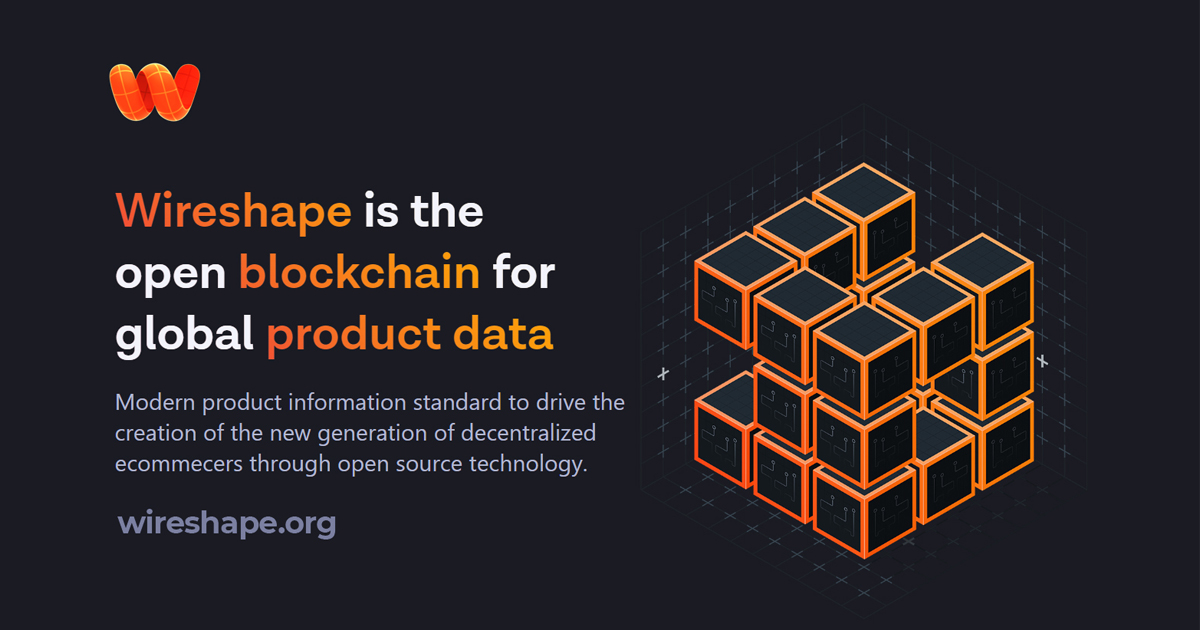 Wireshape is the
open blockchain for
global product data
Modern product information standard to drive the
creation of the new generation of decentralized
ecommecers through open source technology.
wireshape.org